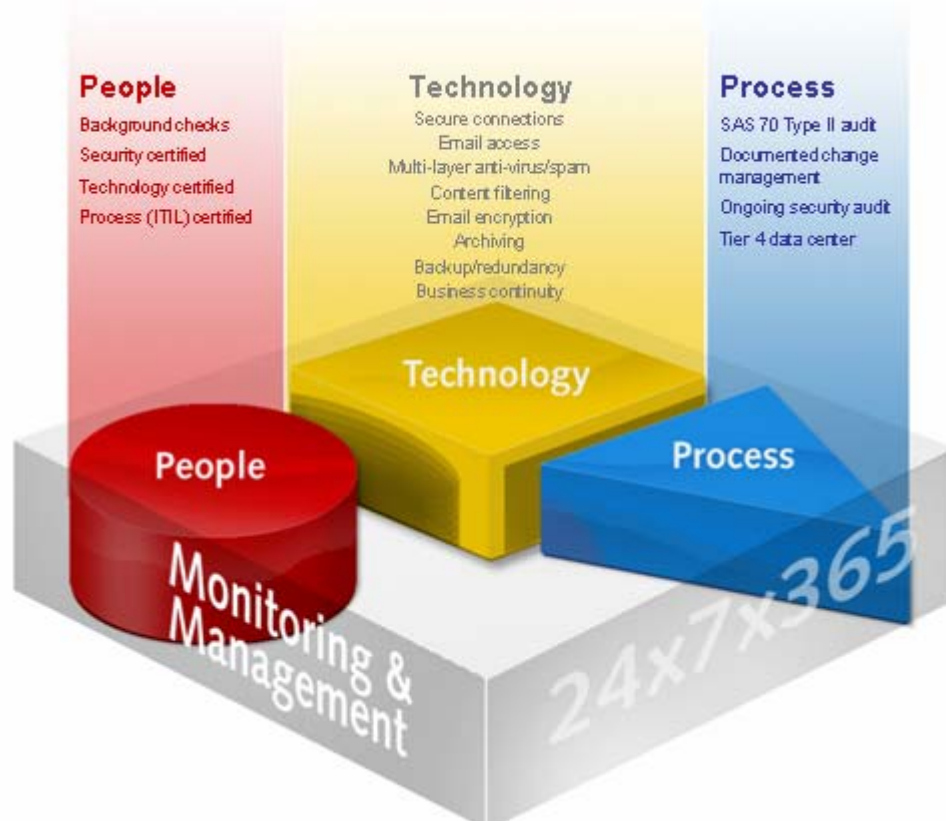 People
Background checks
Security certified
Technology certified
Process (ITIL) certified
Technology
Secure connections
Email access
Multi-layer anti-virus/spam
Content filtering
Email encryption
Archiving
Backup/redundancy
Business continuity
Process
SAS 70 Type II audit
Documented change
management
Ongoing security audit
Tier 4 data center
Technology
People
Process
Monitoring &
Management
24x7x365